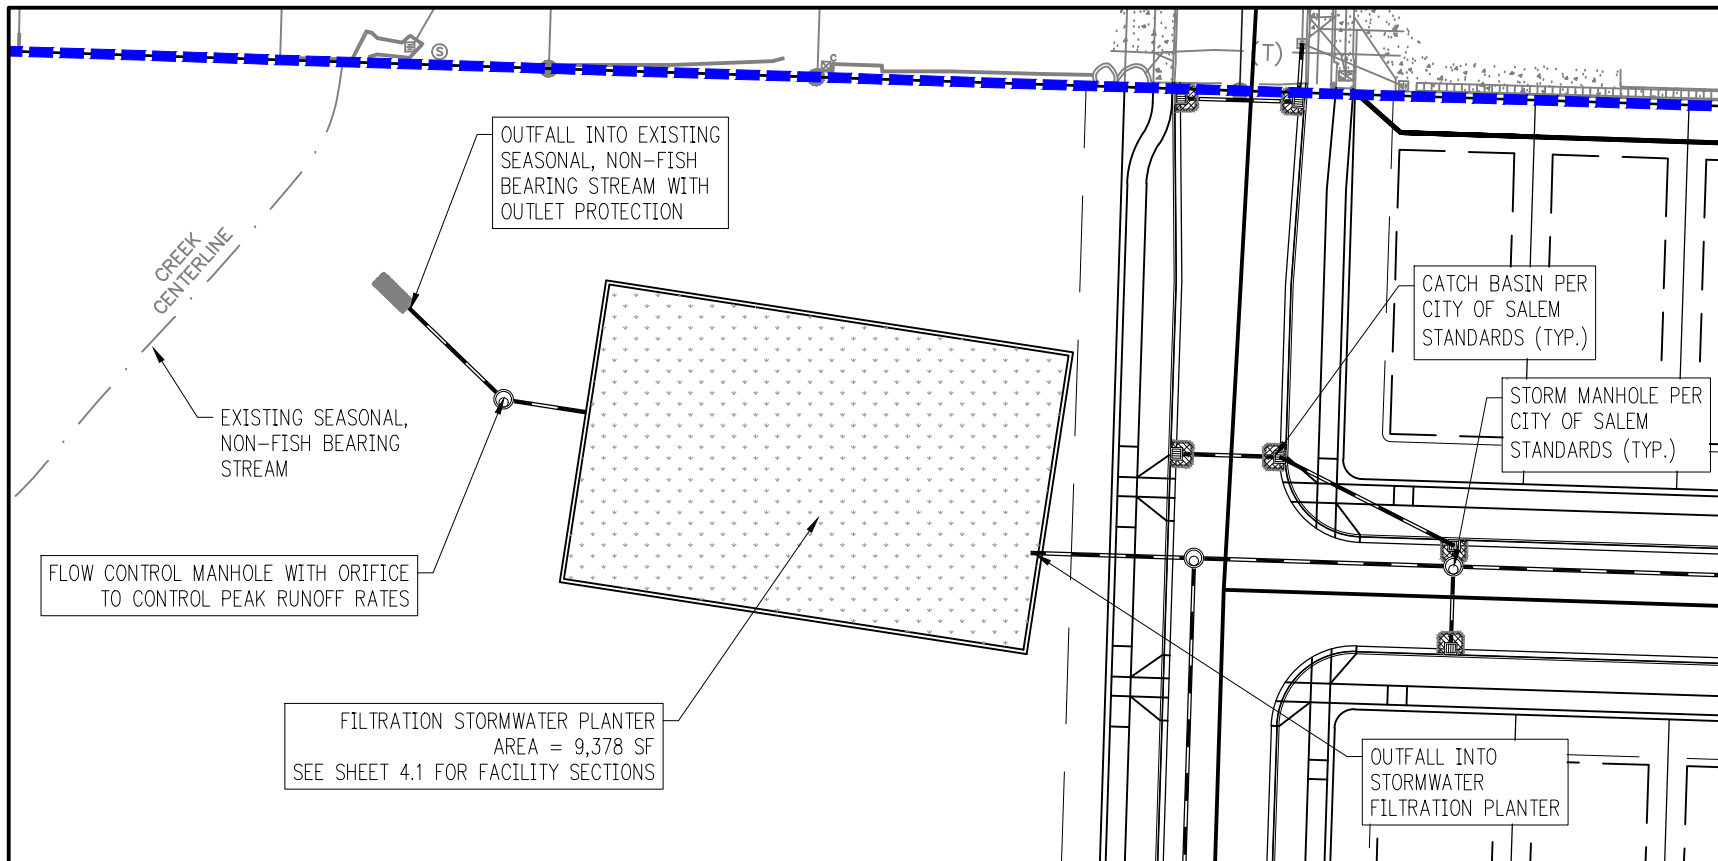 S
C
(T)
OUTFALL INTO EXISTING
SEASONAL, NON-FISH
BEARING STREAM WITH
OUTLET PROTECTION
CREEK
CENTERLINE
CATCH BASIN PER
CITY OF SALEM
STANDARDS (TYP.)
STORM MANHOLE PER
CITY OF SALEM
STANDARDS (TYP.)
EXISTING SEASONAL,
NON-FISH BEARING
STREAM
FLOW CONTROL MANHOLE WITH ORIFICE
TO CONTROL PEAK RUNOFF RATES
FILTRATION STORMWATER PLANTER
AREA = 9,378 SF
SEE SHEET 4.1 FOR FACILITY SECTIONS
OUTFALL INTO
STORMWATER
FILTRATION PLANTER